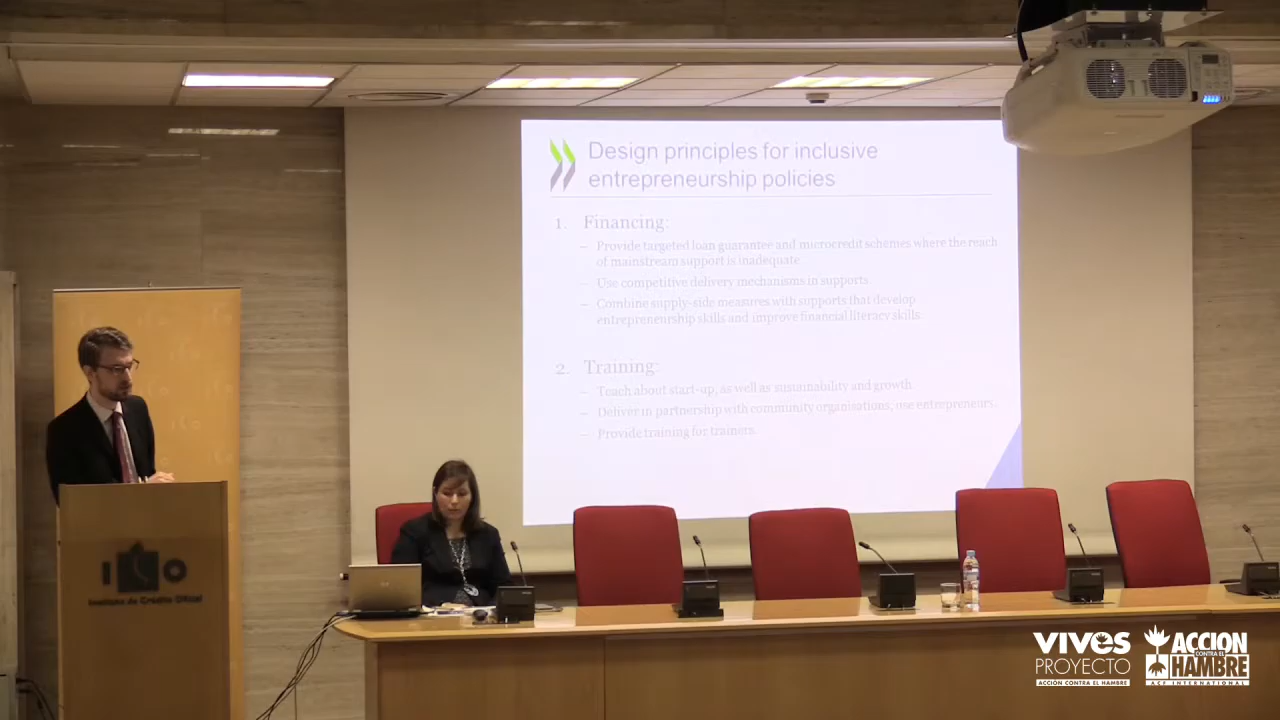 Design principles for inclusive
entrepreneurship policies
1. Financing:
– Provide targeted loan guarantee and microcredit schemes where the reach
of mainstream support is inadequate
– Use competitive delivery mechanisms in supports
– Combine supply-side measures with supports that develop
entrepreneurship skills and improve financial literacy skills.
2. Training:
– Teach about start-up, as well as sustainability and growth
– Deliver in partnership with community organisations, use entrepreneurs.
– Provide training for trainers.
ico
Instituto de Crédito Oficial
VIVES
PROYECTO
ACCIÓN CONTRA EL HAMBRE
ACCION
CONTRA EL
HAMBRE
ACF INTERNATIONAL